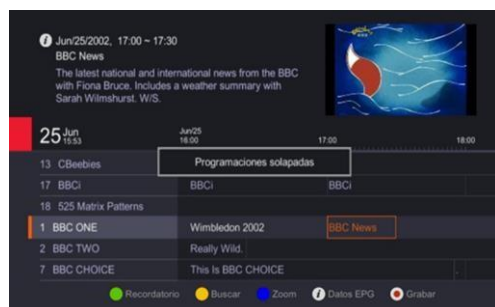 Jun/25/2002, 17:00 ~ 17:30
BBC News
The latest national and international news from the BBC
with Fiona Bruce. Includes a weather summary with
Sarah Wilmshurst. W/S.
25 Jun 15:53
Jun/25
16:00 17:00 18:00
13 CBeebies
Programaciones solapadas
17 BBCi BBCi BBCi
18 525 Matrix Patterns
1 BBC ONE Wimbledon 2002 BBC News
2 BBC TWO Really Wild.
7 BBC CHOICE This Is BBC CHOICE
Recordatorio Buscar Zoom i Datos EPG Grabar